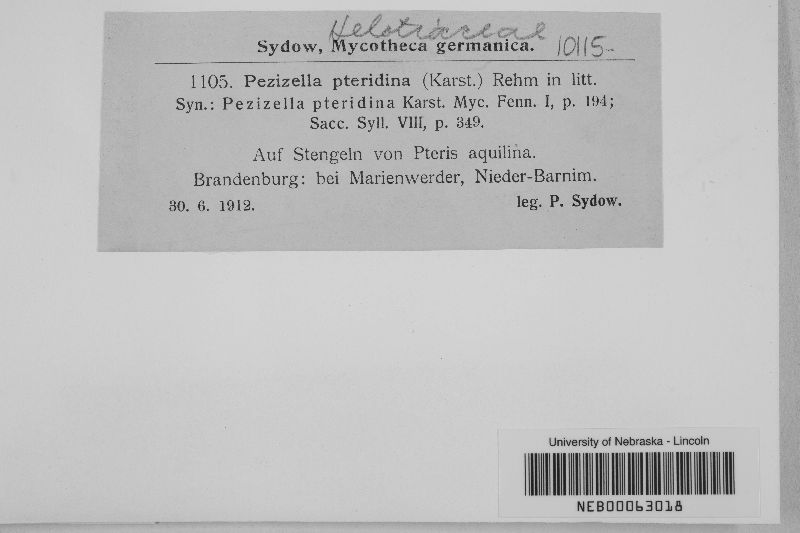 Helotiaceae
Sydow, Mycotheca germanica. 10115-
1105. Pezizella pteridina (Karst.) Rehm in litt.
Syn.: Pezizella pteridina Karst. Myc. Fenn. I, p. 194;
Sacc. Syll. VIII, p. 349.
Auf Stengeln von Pteris aquilina.
Brandenburg: bei Marienwerder, Nieder-Barnim.
30. 6. 1912. leg. P. Sydow.
University of Nebraska - Lincoln
NEB00063018